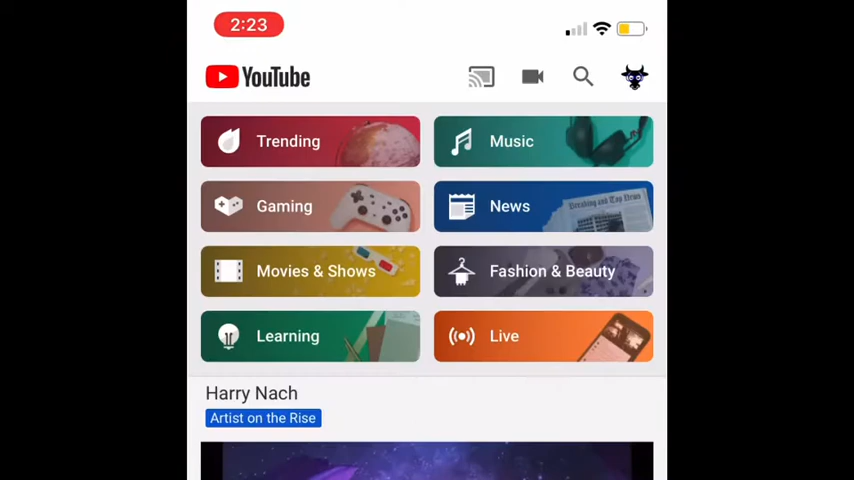 2:23
YouTube
Trending
Music
Gaming
News
Movies & Shows
Fashion & Beauty
Learning
Live
Harry Nach
Artist on the Rise